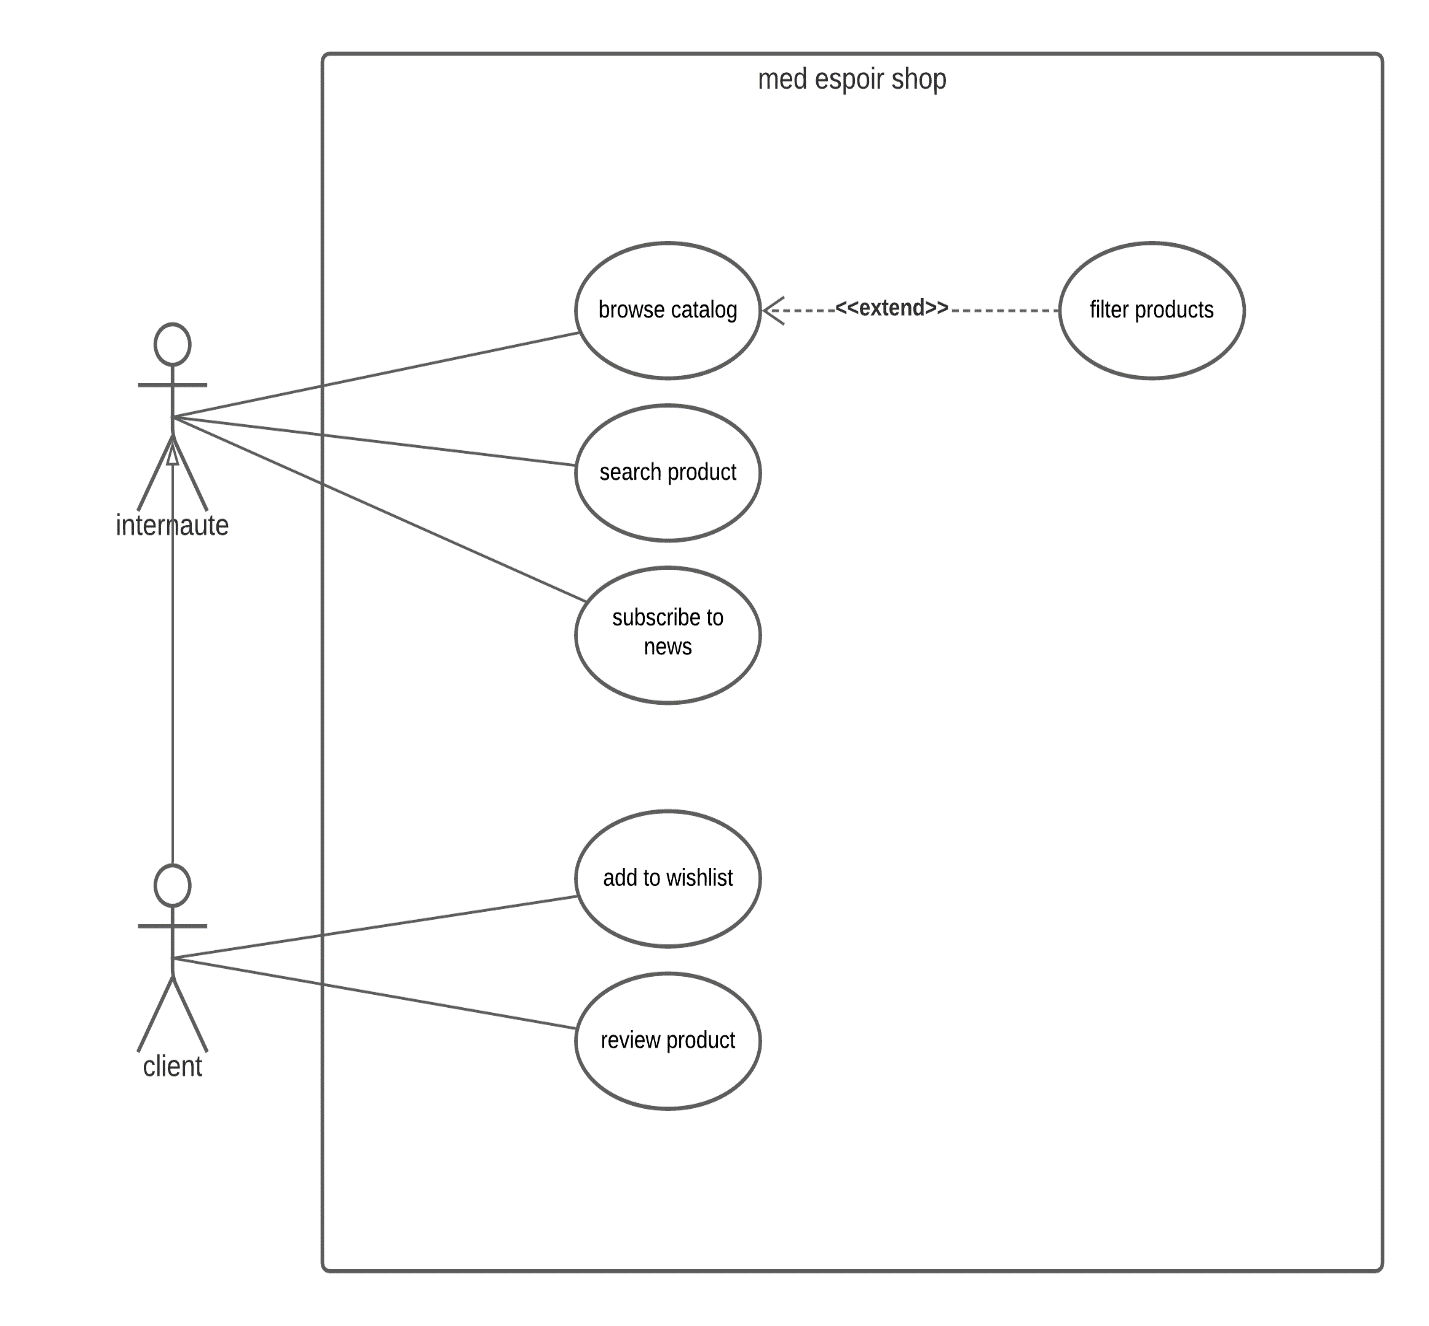 med espoir shop
browse catalog
<<extend>>
filter products
search product
internaute
subscribe to
news
add to wishlist
review product
client